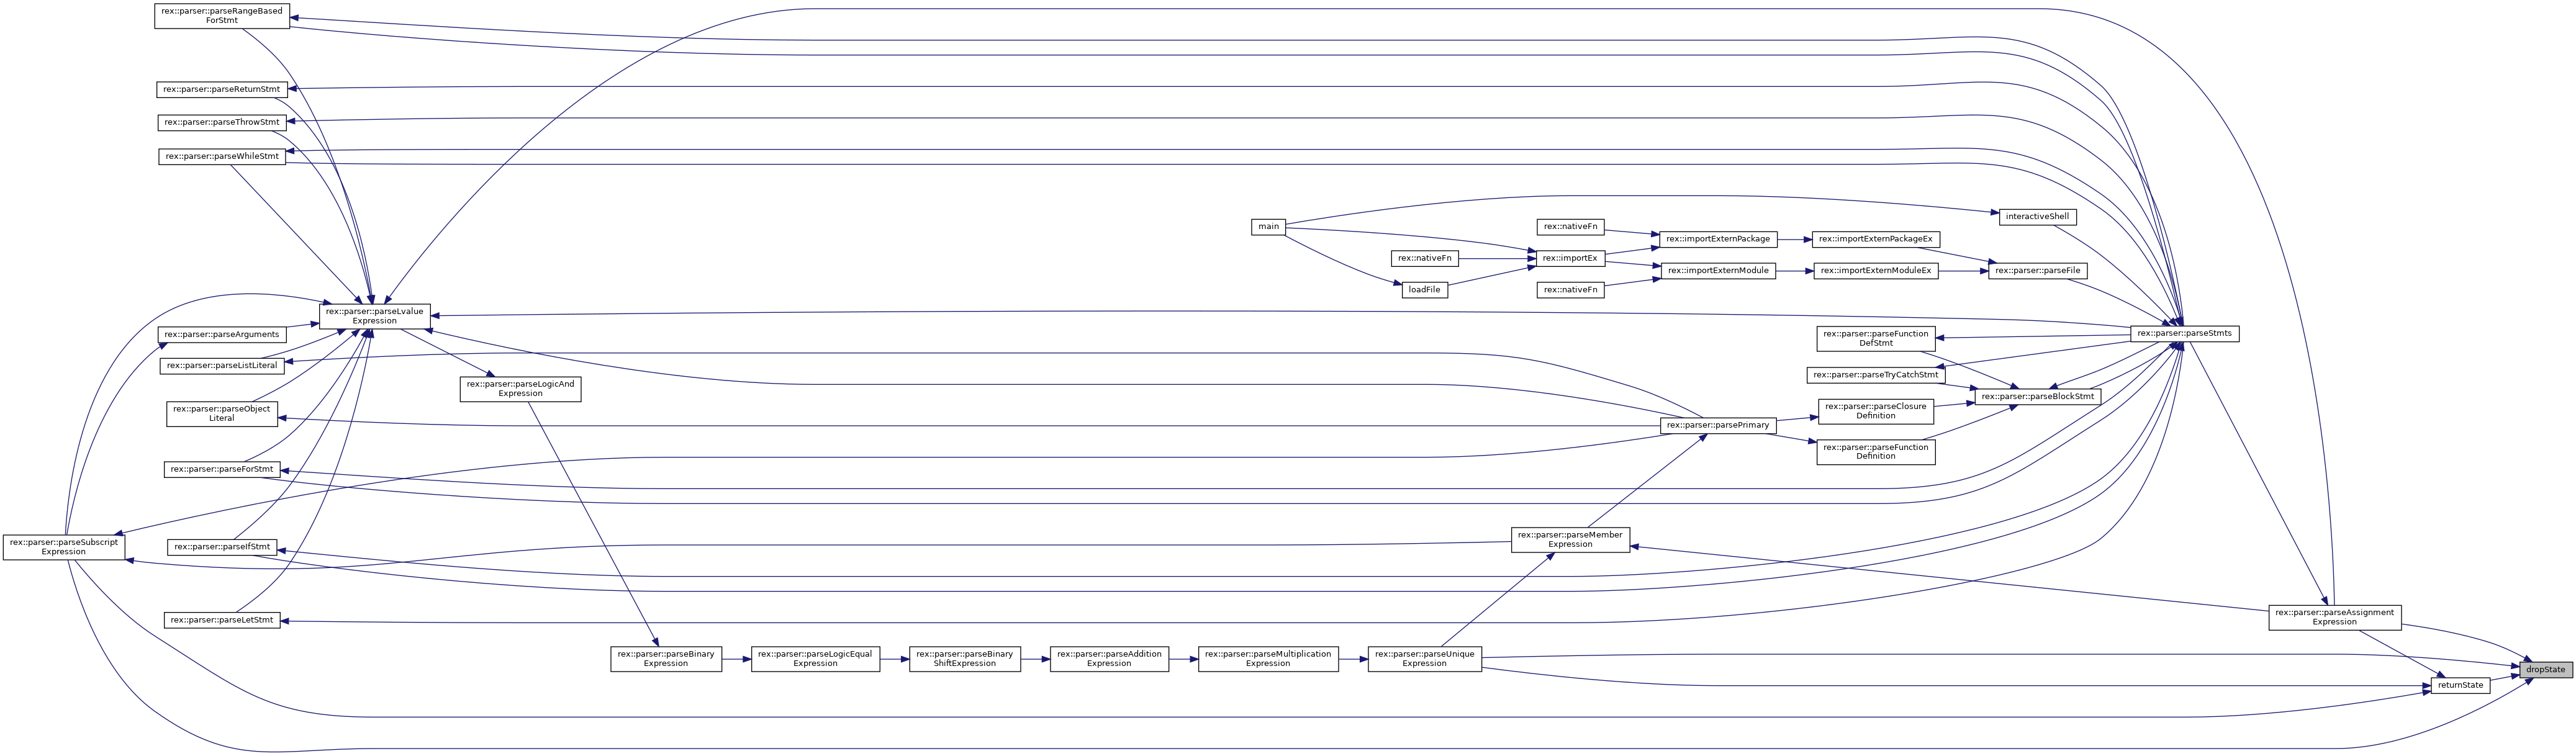 rex::parser::parseRangeBased
ForStmt
rex::parser::parseReturnStmt
rex::parser::parseThrowStmt
rex::parser::parseWhileStmt
interactiveShell
main
rex::nativeFn
rex::importExternPackage
rex::importExternPackageEx
rex::nativeFn
rex::importEx
rex::importExternModule
rex::importExternModuleEx
rex::parser::parseFile
loadFile
rex::nativeFn
rex::parser::parseLvalue
Expression
rex::parser::parseArguments
rex::parser::parseStmts
rex::parser::parseFunction
DefStmt
rex::parser::parseListLiteral
rex::parser::parseTryCatchStmt
rex::parser::parseLogicAnd
Expression
rex::parser::parseBlockStmt
rex::parser::parseObject
Literal
rex::parser::parseClosure
Definition
rex::parser::parsePrimary
rex::parser::parseFunction
Definition
rex::parser::parseForStmt
rex::parser::parseSubscript
Expression
rex::parser::parseIfStmt
rex::parser::parseMember
Expression
rex::parser::parseLetStmt
rex::parser::parseAssignment
Expression
rex::parser::parseBinary
Expression
rex::parser::parseLogicEqual
Expression
rex::parser::parseBinary
ShiftExpression
rex::parser::parseAddition
Expression
rex::parser::parseMultiplication
Expression
rex::parser::parseUnique
Expression
dropState
returnState